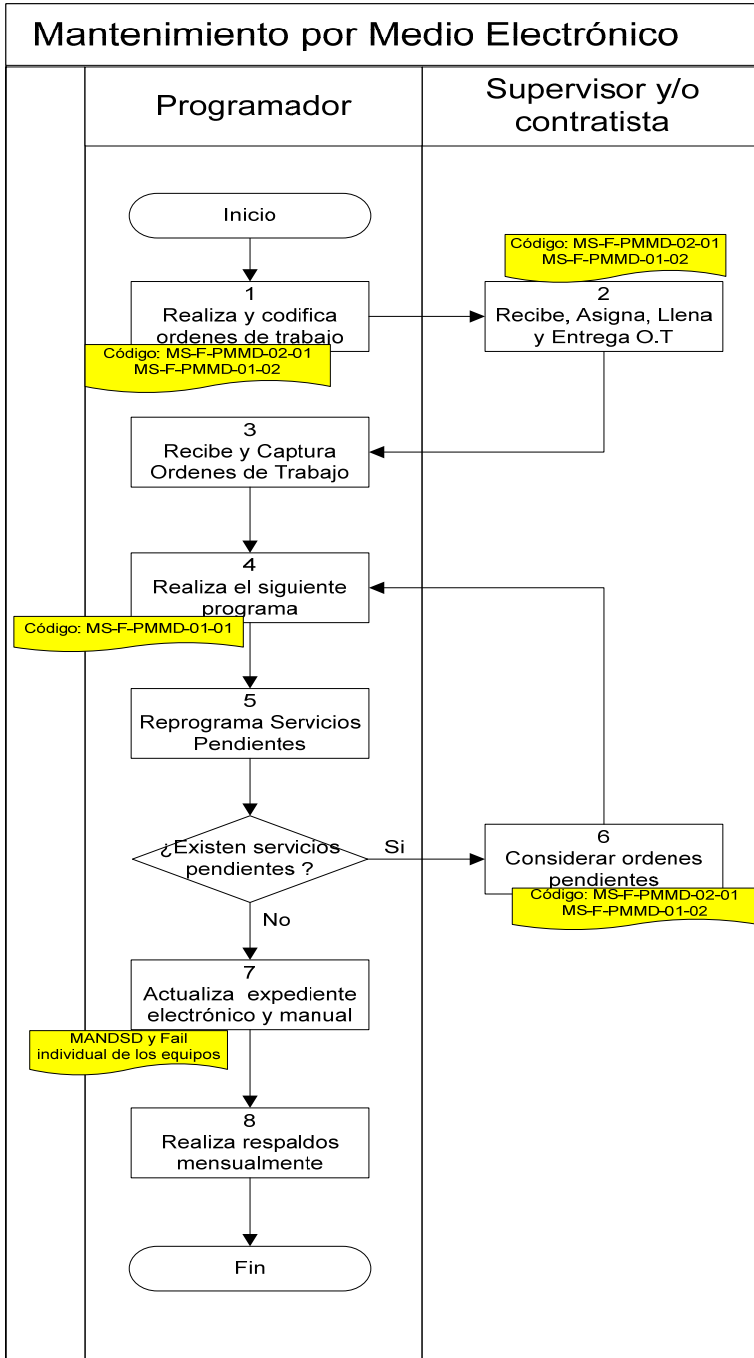 Mantenimiento por Medio Electrónico
Programador
Supervisor y/o
contratista
Inicio
1
Realiza y codifica
ordenes de trabajo
Código: MS-F-PMMD-02-01
MS-F-PMMD-01-02
Código: MS-F-PMMD-02-01
MS-F-PMMD-01-02
2
Recibe, Asigna, Llena
y Entrega O.T
3
Recibe y Captura
Ordenes de Trabajo
4
Realiza el siguiente
programa
Código: MS-F-PMMD-01-01
5
Reprograma Servicios
Pendientes
¿Existen servicios
pendientes ?
Si
6
Considerar ordenes
pendientes
Código: MS-F-PMMD-02-01
MS-F-PMMD-01-02
No
7
Actualiza expediente
electrónico y manual
MANDSD y Fail
individual de los equipos
8
Realiza respaldos
mensualmente
Fin